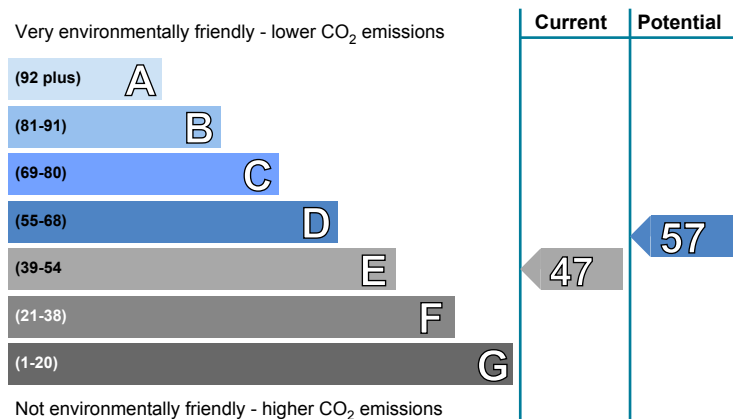 Current Potential
Very environmentally friendly - lower CO₂ emissions
(92 plus) A
(81-91) B
(69-80) C
(55-68) D
57
(39-54 E
47
(21-38) F
(1-20) G
Not environmentally friendly - higher CO₂ emissions